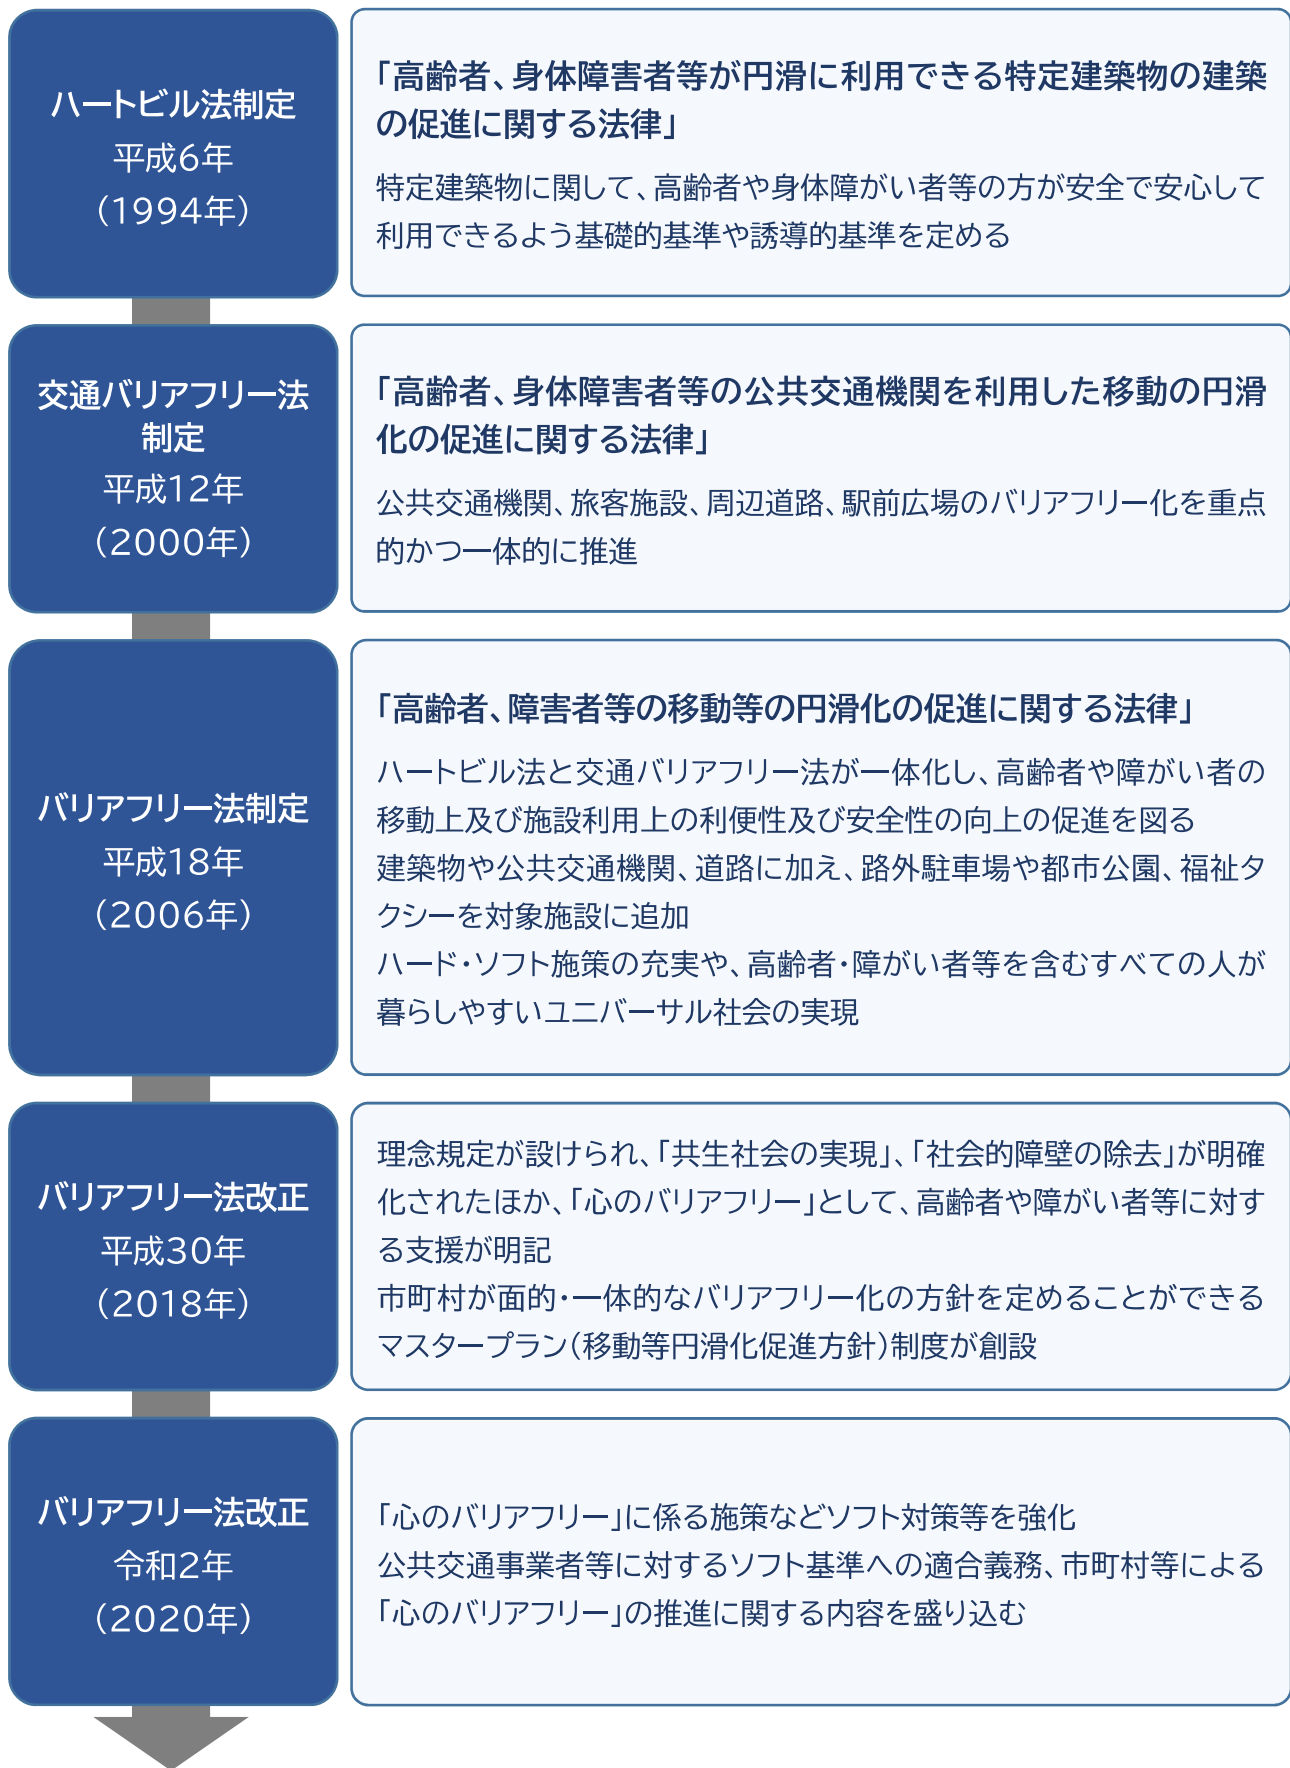 ハートビル法制定
平成6年
（1994年）
「高齢者、身体障害者等が円滑に利用できる特定建築物の建築
の促進に関する法律」
特定建築物に関して、高齢者や身体障がい者等の方が安全で安心して
利用できるよう基礎的基準や誘導的基準を定める
交通バリアフリー法
制定
平成12年
（2000年）
「高齢者、身体障害者等の公共交通機関を利用した移動の円滑
化の促進に関する法律」
公共交通機関、旅客施設、周辺道路、駅前広場のバリアフリー化を重点
的かつ一体的に推進
バリアフリー法制定
平成18年
（2006年）
「高齢者、障害者等の移動等の円滑化の促進に関する法律」
ハートビル法と交通バリアフリー法が一体化し、高齢者や障がい者の
移動上及び施設利用上の利便性及び安全性の向上の促進を図る
建築物や公共交通機関、道路に加え、路外駐車場や都市公園、福祉タ
クシーを対象施設に追加
ハード・ソフト施策の充実や、高齢者・障がい者等を含むすべての人が
暮らしやすいユニバーサル社会の実現
バリアフリー法改正
平成30年
（2018年）
理念規定が設けられ、「共生社会の実現」、「社会的障壁の除去」が明確
化されたほか、「心のバリアフリー」として、高齢者や障がい者等に対す
る支援が明記
市町村が面的・一体的なバリアフリー化の方針を定めることができる
マスタープラン（移動等円滑化促進方針）制度が創設
バリアフリー法改正
令和2年
（2020年）
「心のバリアフリー」に係る施策などソフト対策等を強化
公共交通事業者等に対するソフト基準への適合義務、市町村等による
「心のバリアフリー」の推進に関する内容を盛り込む